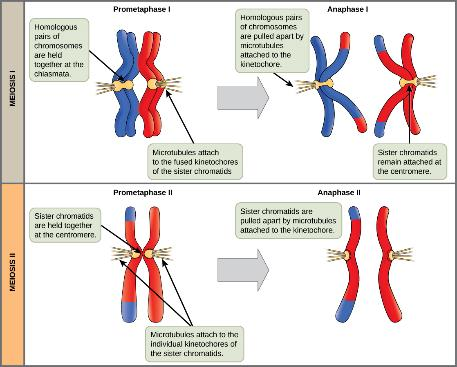 Prometaphase I
Anaphase I
MEIOSIS I
Homologous
pairs of
chromosomes
are held
together at the
chiasmata.
Homologous pairs
of chromosomes
are pulled apart by
microtubules
attached to the
kinetochore.
Microtubules attach
to the fused kinetochores
of the sister chromatids
Sister chromatids
remain attached at
the centromere.
Prometaphase II
Anaphase II
MEIOSIS II
Sister chromatids
are held together
at the centromere.
Sister chromatids are
pulled apart by microtubules
attached to the kinetochore.
Microtubules attach to the
individual kinetochores of
the sister chromatids.